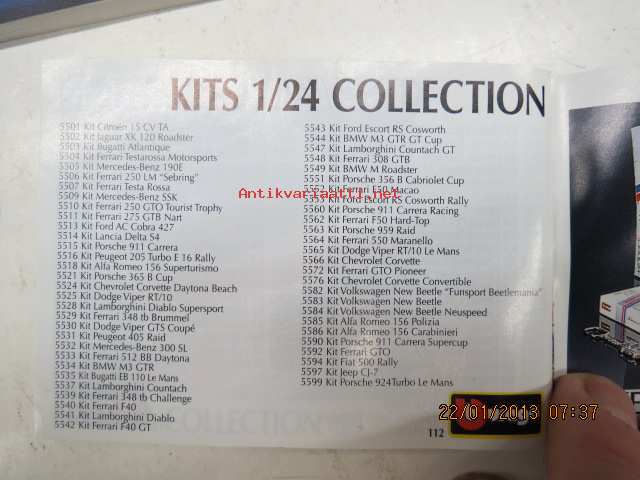 KITS 1/24 COLLECTION
5501 Kit Citroën 15 CV TA
5502 Kit Jaguar XK 120 Roadster
5503 Kit Bugatti Atlantique
5504 Kit Ferrari Testarossa Motorsports
5505 Kit Mercedes-Benz 190E
5506 Kit Ferrari 250 LM "Sebring"
5507 Kit Ferrari Testa Rossa
5509 Kit Mercedes-Benz SSK
5510 Kit Ferrari 250 GTO Tourist Trophy
5511 Kit Ferrari 275 GTB Nart
5513 Kit Ford AC Cobra 427
5514 Kit Lancia Delta S4
5515 Kit Porsche 911 Carrera
5516 Kit Peugeot 205 Turbo E 16 Rally
5518 Kit Alfa Romeo 156 Superturismo
5521 Kit Porsche 365 B Cup
5524 Kit Chevrolet Corvette Daytona Beach
5525 Kit Dodge Viper RT/10
5528 Kit Lamborghini Diablo Supersport
5529 Kit Ferrari 348 tb Brummel
5530 Kit Dodge Viper GTS Coupé
5531 Kit Peugeot 405 Raid
5532 Kit Mercedes-Benz 300 SL
5533 Kit Ferrari 512 BB Daytona
5534 Kit BMW M3 GTR
5535 Kit Bugatti EB 110 Le Mans
5537 Kit Lamborghini Countach
5539 Kit Ferrari 348 tb Challenge
5540 Kit Ferrari F40
5541 Kit Lamborghini Diablo
5542 Kit Ferrari F40 GT
5543 Kit Ford Escort RS Cosworth
5544 Kit BMW M3 GTR GT Cup
5547 Kit Lamborghini Countach GT
5548 Kit Ferrari 308 GTB
5549 Kit BMW M Roadster
5551 Kit Porsche 356 B Cabriolet Cup
5552 Kit Ferrari F50 Macao
Antikvariaatti.net
5555 Kit Ford Escort RS Cosworth Rally
5560 Kit Porsche 911 Carrera Racing
5562 Kit Ferrari F50 Hard-Top
5563 Kit Porsche 959 Raid
5564 Kit Ferrari 550 Maranello
5565 Kit Dodge Viper RT/10 Le Mans
5566 Kit Chevrolet Corvette
5572 Kit Ferrari GTO Pioneer
5576 Kit Chevrolet Corvette Convertible
5582 Kit Volkswagen New Beetle "Funsport Beetlemania"
5583 Kit Volkswagen New Beetle
5584 Kit Volkswagen New Beetle Neuspeed
5585 Kit Alfa Romeo 156 Polizia
5586 Kit Alfa Romeo 156 Carabinieri
5590 Kit Porsche 911 Carrera Supercup
5592 Kit Ferrari GTO
5594 Kit Fiat 500 Rally
5597 Kit Jeep CJ-7
5599 Kit Porsche 924Turbo Le Mans
112
22/01/2013 07:37